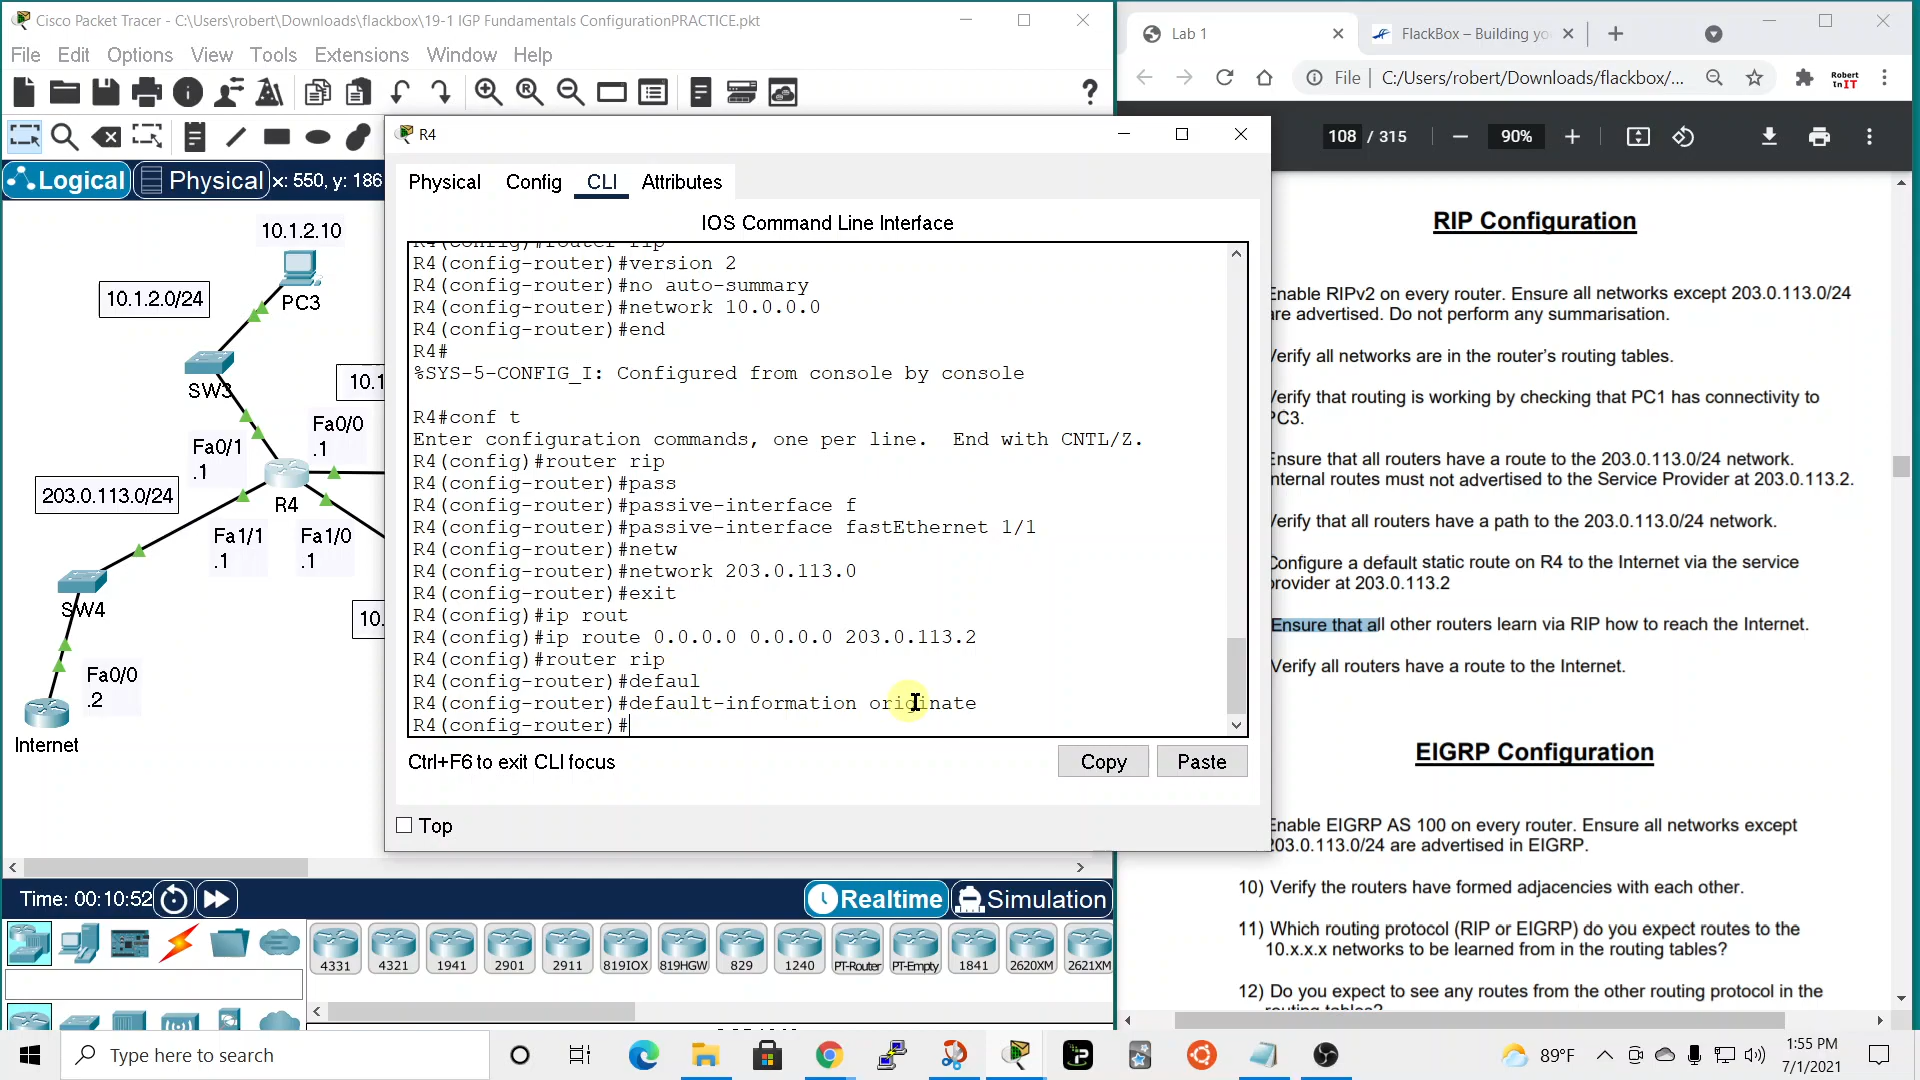 Cisco Packet Tracer - C:\Users\robert\Downloads\flackbox\19-1 IGP Fundamentals ConfigurationPRACTICE.pkt
File Edit Options View Tools Extensions Window Help
?
Logical Physical x: 550, y: 186
10.1.2.10
10.1.2.0/24
PC3
SW3
10.1
Fa0/0
.1
Fa0/1
.1
203.0.113.0/24
R4
Fa1/1
.1
Fa1/0
.1
SW4
10.
Fa0/0
.2
Internet
R4
Physical Config CLI Attributes
IOS Command Line Interface
R4(config)#router rip
R4(config-router)#version 2
R4(config-router)#no auto-summary
R4(config-router)#network 10.0.0.0
R4(config-router)#end
R4#
%SYS-5-CONFIG_I: Configured from console by console
R4#conf t
Enter configuration commands, one per line.  End with CNTL/Z.
R4(config)#router rip
R4(config-router)#pass
R4(config-router)#passive-interface f
R4(config-router)#passive-interface fastEthernet 1/1
R4(config-router)#netw
R4(config-router)#network 203.0.113.0
R4(config-router)#exit
R4(config)#ip rout
R4(config)#ip route 0.0.0.0 0.0.0.0 203.0.113.2
R4(config)#router rip
R4(config-router)#defaul
R4(config-router)#default-information originate
R4(config-router)#
Ctrl+F6 to exit CLI focus
Copy Paste
Top
Time: 00:10:52
Realtime Simulation
4331 4321 1941 2901 2911 819IOX 819HGW 829 1240 PT-Router PT-Empty 1841 2620XM 2621XM
Lab 1
FlackBox – Building yo
File | C:/Users/robert/Downloads/flackbox/...
Robert
In IT
108 / 315
90%
RIP Configuration
Enable RIPv2 on every router. Ensure all networks except 203.0.113.0/24
are advertised. Do not perform any summarisation.
Verify all networks are in the router’s routing tables.
Verify that routing is working by checking that PC1 has connectivity to
PC3.
Ensure that all routers have a route to the 203.0.113.0/24 network.
Internal routes must not advertised to the Service Provider at 203.0.113.2.
Verify that all routers have a path to the 203.0.113.0/24 network.
Configure a default static route on R4 to the Internet via the service
provider at 203.0.113.2
Ensure that all other routers learn via RIP how to reach the Internet.
Verify all routers have a route to the Internet.
EIGRP Configuration
Enable EIGRP AS 100 on every router. Ensure all networks except
203.0.113.0/24 are advertised in EIGRP.
10) Verify the routers have formed adjacencies with each other.
11) Which routing protocol (RIP or EIGRP) do you expect routes to the
10.x.x.x networks to be learned from in the routing tables?
12) Do you expect to see any routes from the other routing protocol in the
routing tables?
Type here to search
89°F
1:55 PM
7/1/2021